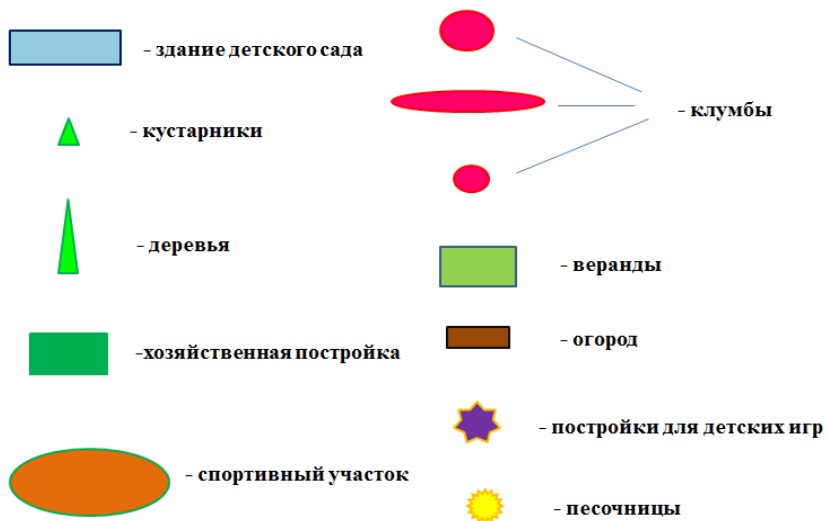 - здание детского сада
- кустарники
- деревья
-хозяйственная постройка
- спортивный участок
- клумбы
- веранды
- огород
- постройки для детских игр
- песочницы